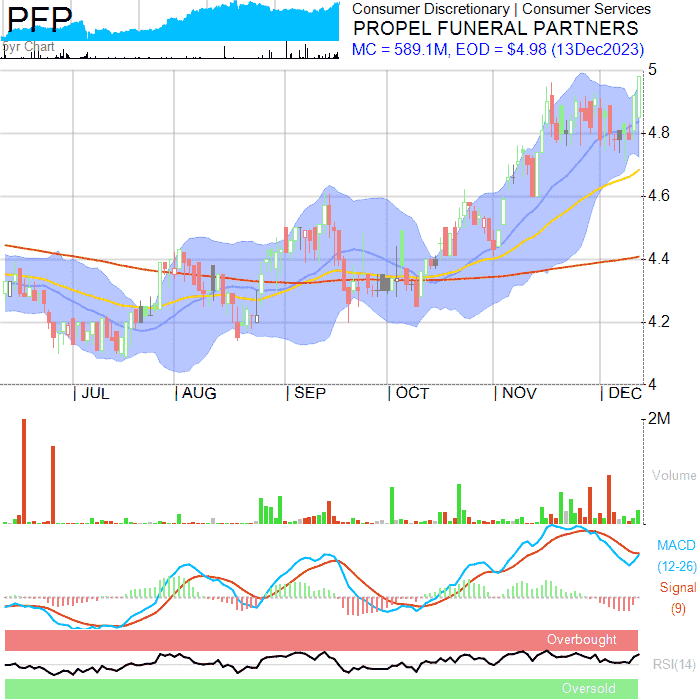 PFP
Consumer Discretionary | Consumer Services
PROPEL FUNERAL PARTNERS
MC = 589.1M, EOD = $4.98 (13Dec2023)
pyr Chart
5
4.8
4.6
4.4
4.2
4
JUL AUG SEP OCT NOV DEC
2M
Volume
MACD
(12-26)
Signal
(9)
Overbought
RSI(14)
Oversold